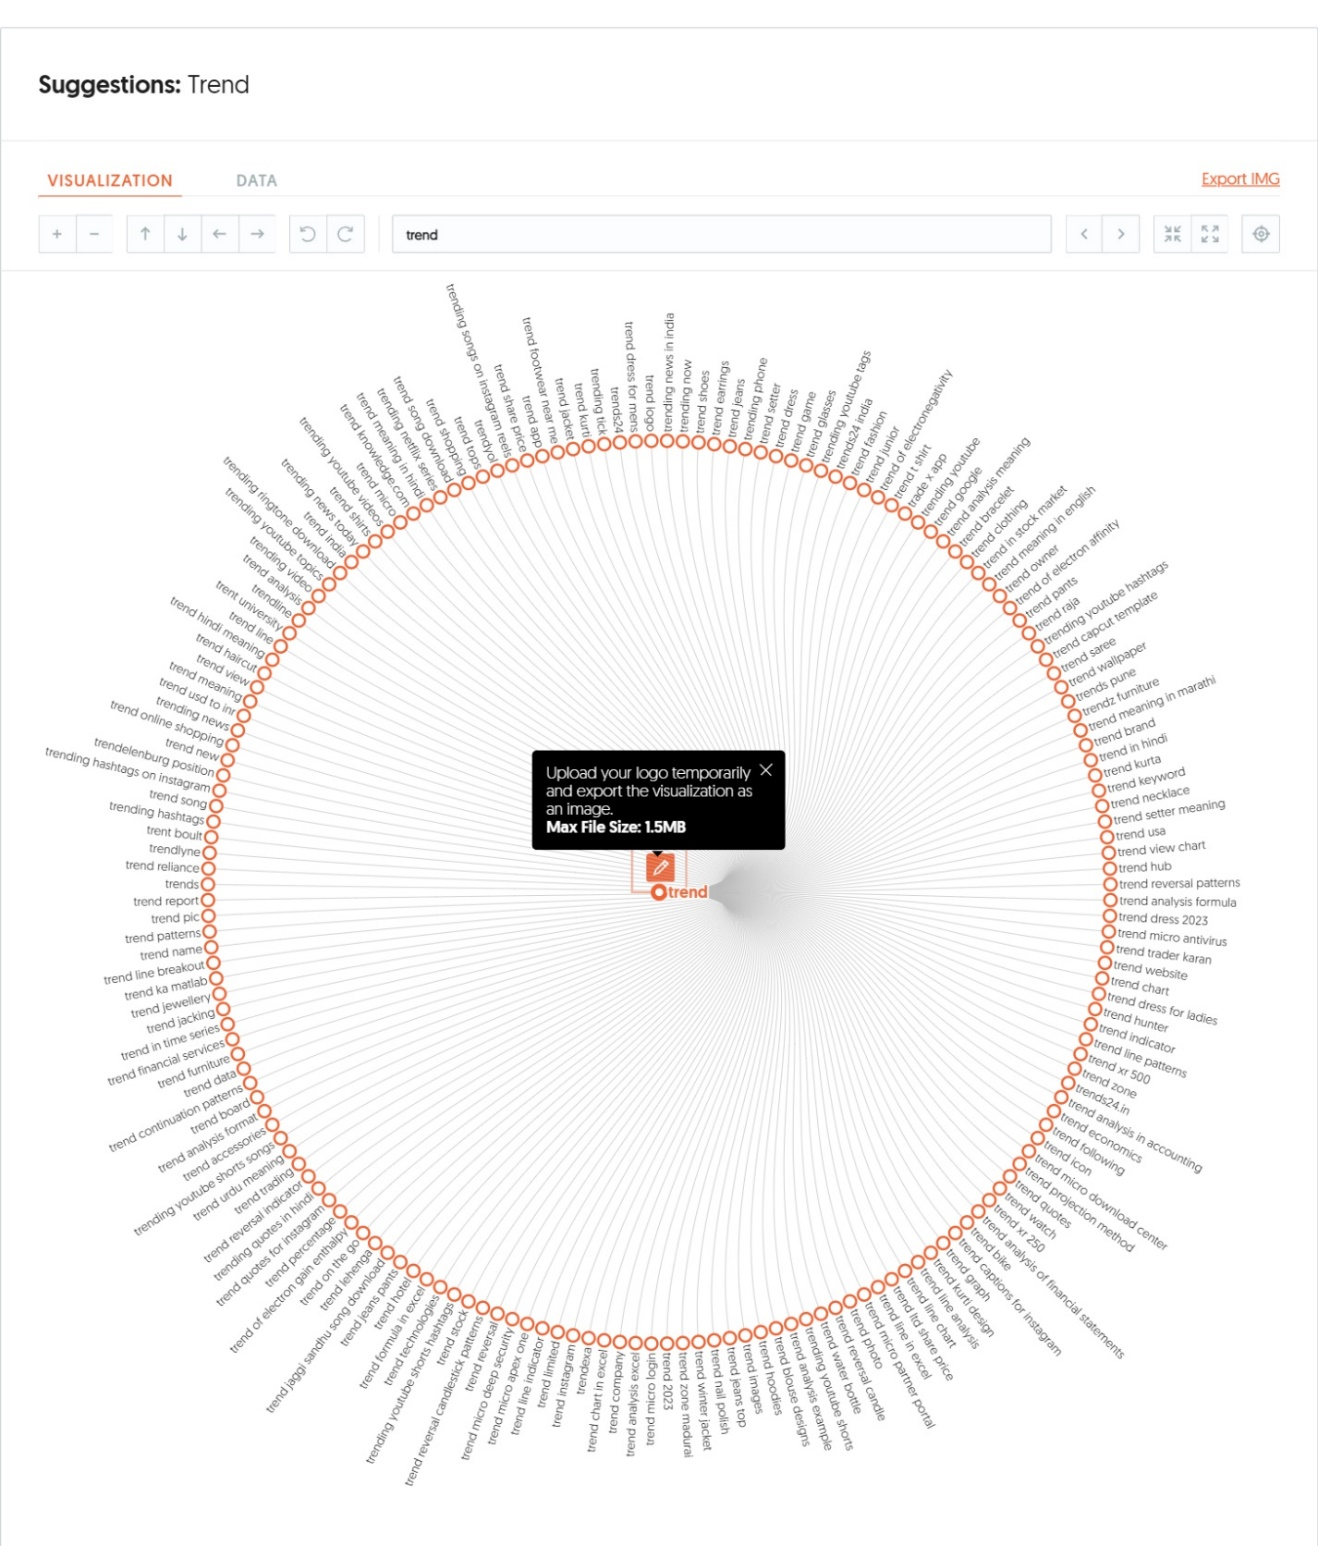 Suggestions: Trend
VISUALIZATION
DATA
Export IMG
trend
Upload your logo temporarily
and export the visualization as
an image.
Max File Size: 1.5MB
trend
trending news in india
trending now
trend shoes
trend earrings
trend jeans
trending phone
trend setter
trend dress
trend game
trend glasses
trending youtube tags
trends24 india
trend fashion
trend junior
trend of electronegativity
trend t shirt
trade x app
trending youtube
trend google
trend analysis meaning
trend bracelet
trend clothing
trend in stock market
trend meaning in english
trend owner
trend of electron affinity
trend pants
trend raja
trending youtube hashtags
trend capcut template
trend saree
trend wallpaper
trends pune
trendz furniture
trend meaning in marathi
trend brand
trend in hindi
trend kurta
trend keyword
trend necklace
trend setter meaning
trend usa
trend view chart
trend hub
trend reversal patterns
trend analysis formula
trend dress 2023
trend micro antivirus
trend trader karan
trend website
trend chart
trend dress for ladies
trend hunter
trend indicator
trend line patterns
trend xr 500
trend zone
trends24.in
trend analysis in accounting
trend economics
trend following
trend icon
trend micro download center
trend projection method
trend quotes
trend watch
trend xr 250
trend analysis of financial statements
trend bike
trend captions for instagram
trend graph
trend kurti design
trend line analysis
trend line chart
trend ltd share price
trend line in excel
trend micro partner portal
trend photo
trend reversal candle
trend water bottle
trending youtube shorts
trend analysis example
trend blouse designs
trend hoodies
trend images
trend jeans top
trend nail polish
trend winter jacket
trend zone madurai
trend 2023
trend micro login
trend analysis excel
trend company
trend chart in excel
trendexa
trend instagram
trend limited
trend line indicator
trend micro apex one
trend micro deep security
trend reversal
trend reversal candlestick patterns
trend stock
trending youtube shorts hashtags
trend technologies
trend formula in excel
trend hotel
trend jeans pants
trend jaggi sandhu song download
trend lehenga
trend on the go
trend of electron gain enthalpy
trend percentage
trend quotes for instagram
trending quotes in hindi
trend reversal indicator
trend trading
trend urdu meaning
trending youtube shorts songs
trend accessories
trend analysis format
trend board
trend continuation patterns
trend data
trend furniture
trend financial services
trend in time series
trend jacking
trend jewellery
trend ka matlab
trend line breakout
trend name
trend patterns
trend pic
trend report
trends
trend reliance
trendlyne
trent boult
trending hashtags
trend song
trending hashtags on instagram
trendelenburg position
trend new
trend online shopping
trending news
trend usd to inr
trend meaning
trend view
trend haircut
trend hindi meaning
trend line
trent university
trendline
trend analysis
trending video
trending youtube topics
trending ringtone download
trend india
trending news today
trend shirts
trending youtube videos
trend micro
trend knowledge.com
trend meaning in hindi
trending netflix series
trend song download
trend shopping
trend tops
trendyol
trending songs on instagram reels
trend share price
trend app
trend footwear near me
trend jacket
trend kurti
trending tick
trends24
trend dress for mens
trend logo